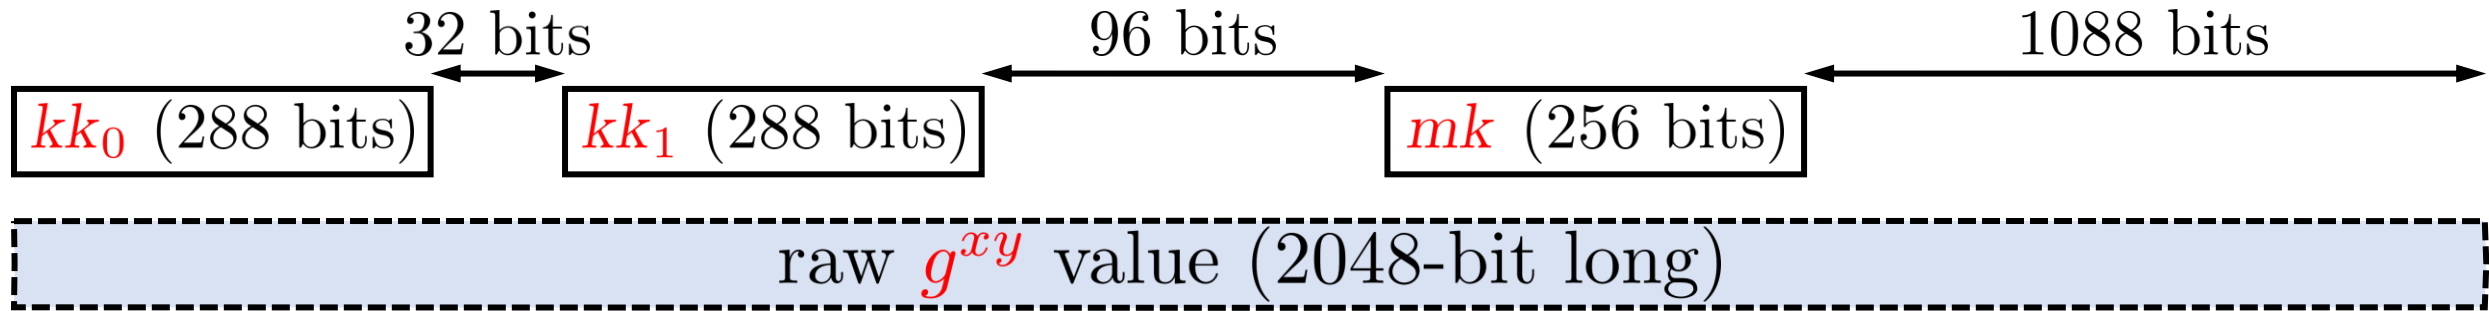 32 bits 96 bits 1088 bits
kk₀ (288 bits) kk₁ (288 bits) mk (256 bits)
raw gˣʸ value (2048-bit long)